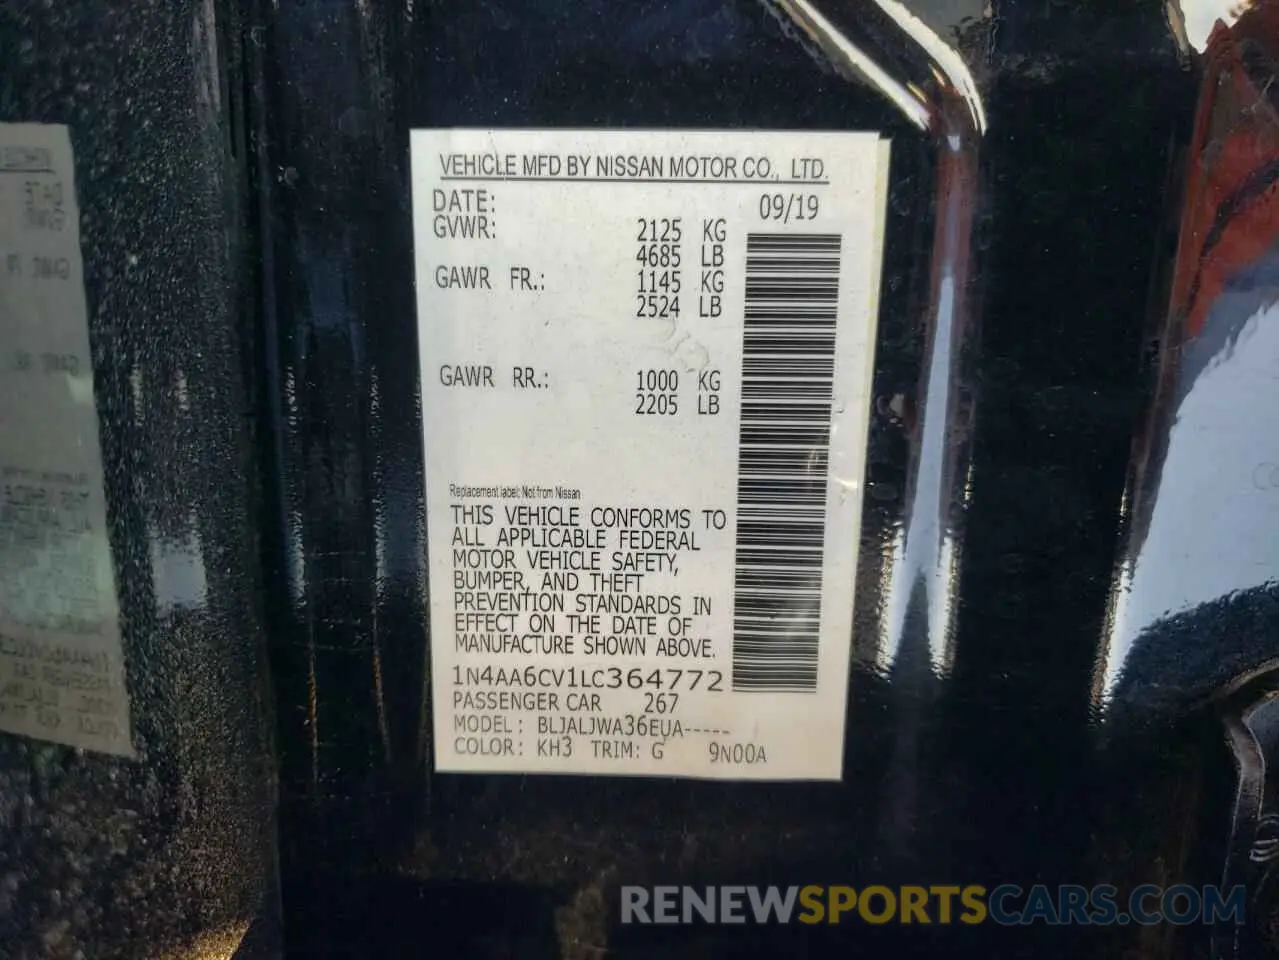 VEHICLE MFD BY NISSAN MOTOR CO., LTD.
DATE: 09/19
GVWR: 2125 KG
4685 LB
GAWR FR.: 1145 KG
2524 LB
GAWR RR.: 1000 KG
2205 LB
Replacement label: Not from Nissan
THIS VEHICLE CONFORMS TO
ALL APPLICABLE FEDERAL
MOTOR VEHICLE SAFETY,
BUMPER, AND THEFT
PREVENTION STANDARDS IN
EFFECT ON THE DATE OF
MANUFACTURE SHOWN ABOVE.
1N4AA6CV1LC364772
PASSENGER CAR 267
MODEL: BLJALJWA36EUA-----
COLOR: KH3 TRIM: G 9N00A
RENEWSPORTSCARS.COM